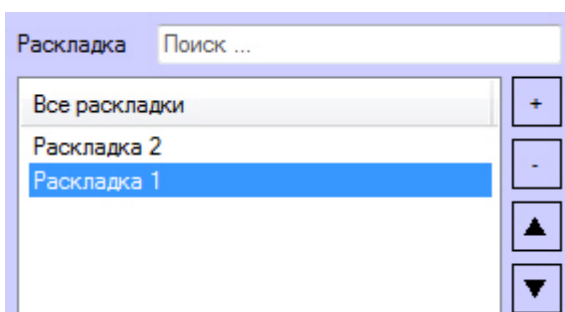 Раскладка Поиск ...
Все раскладки +
Раскладка 2
Раскладка 1
-
▲
▼